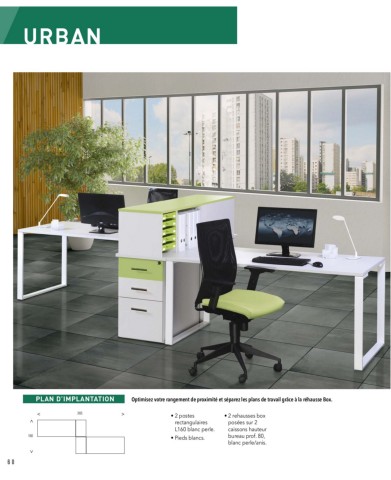 URBAN
PLAN D'IMPLANTATION
Optimisez votre rangement de proximité et séparez les plans de travail grâce à la réhausse Box.
• 2 postes
rectangulaires
L160 blanc perle.
• Pieds blancs.
• 2 rehausses box
posées sur 2
caissons hauteur
bureau prof. 80,
blanc perle/anis.
68